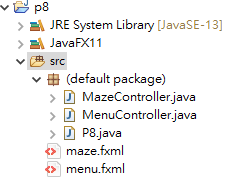 p8
JRE System Library [JavaSE-13]
JavaFX11
src
(default package)
MazeController.java
MenuController.java
P8.java
maze.fxml
menu.fxml